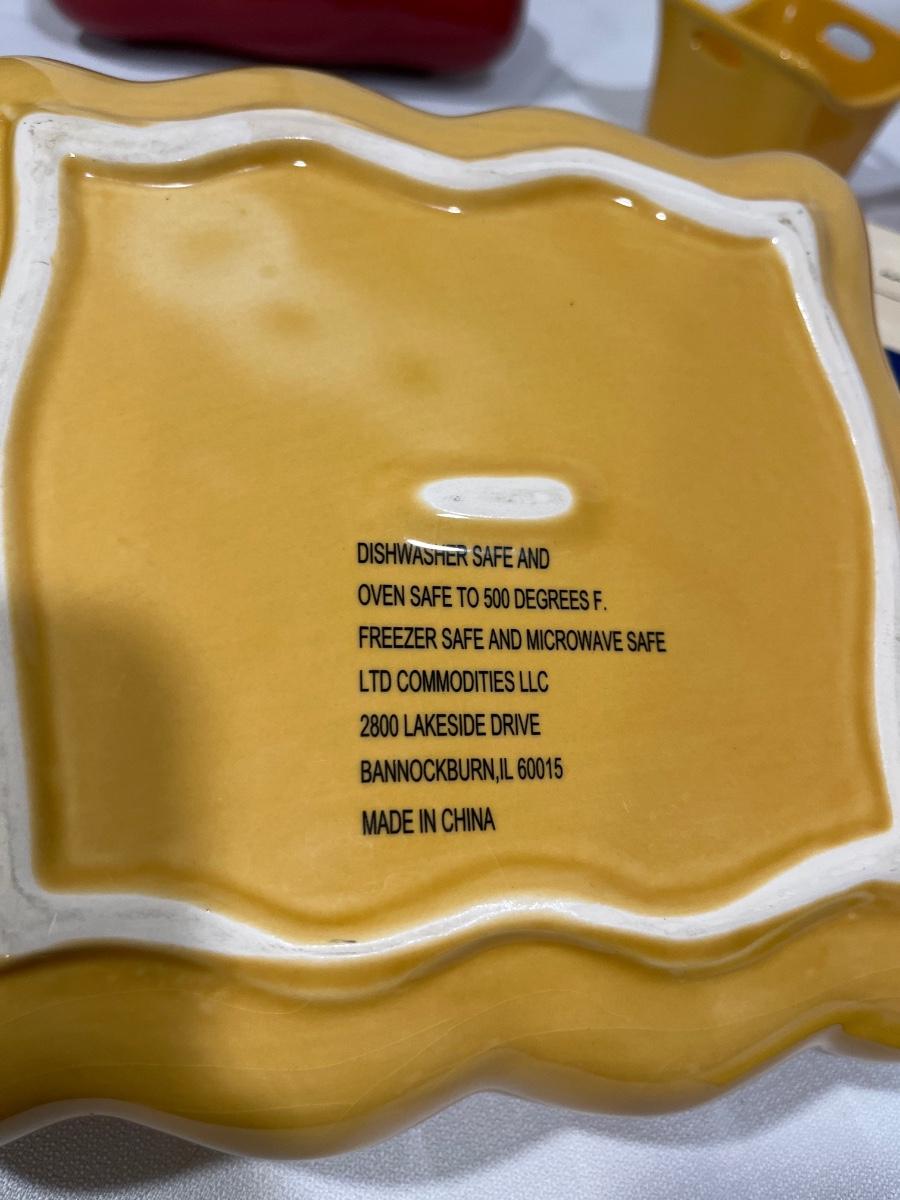 DISHWASHER SAFE AND
OVEN SAFE TO 500 DEGREES F.
FREEZER SAFE AND MICROWAVE SAFE
LTD COMMODITIES LLC
2800 LAKESIDE DRIVE
BANNOCKBURN,IL 60015
MADE IN CHINA